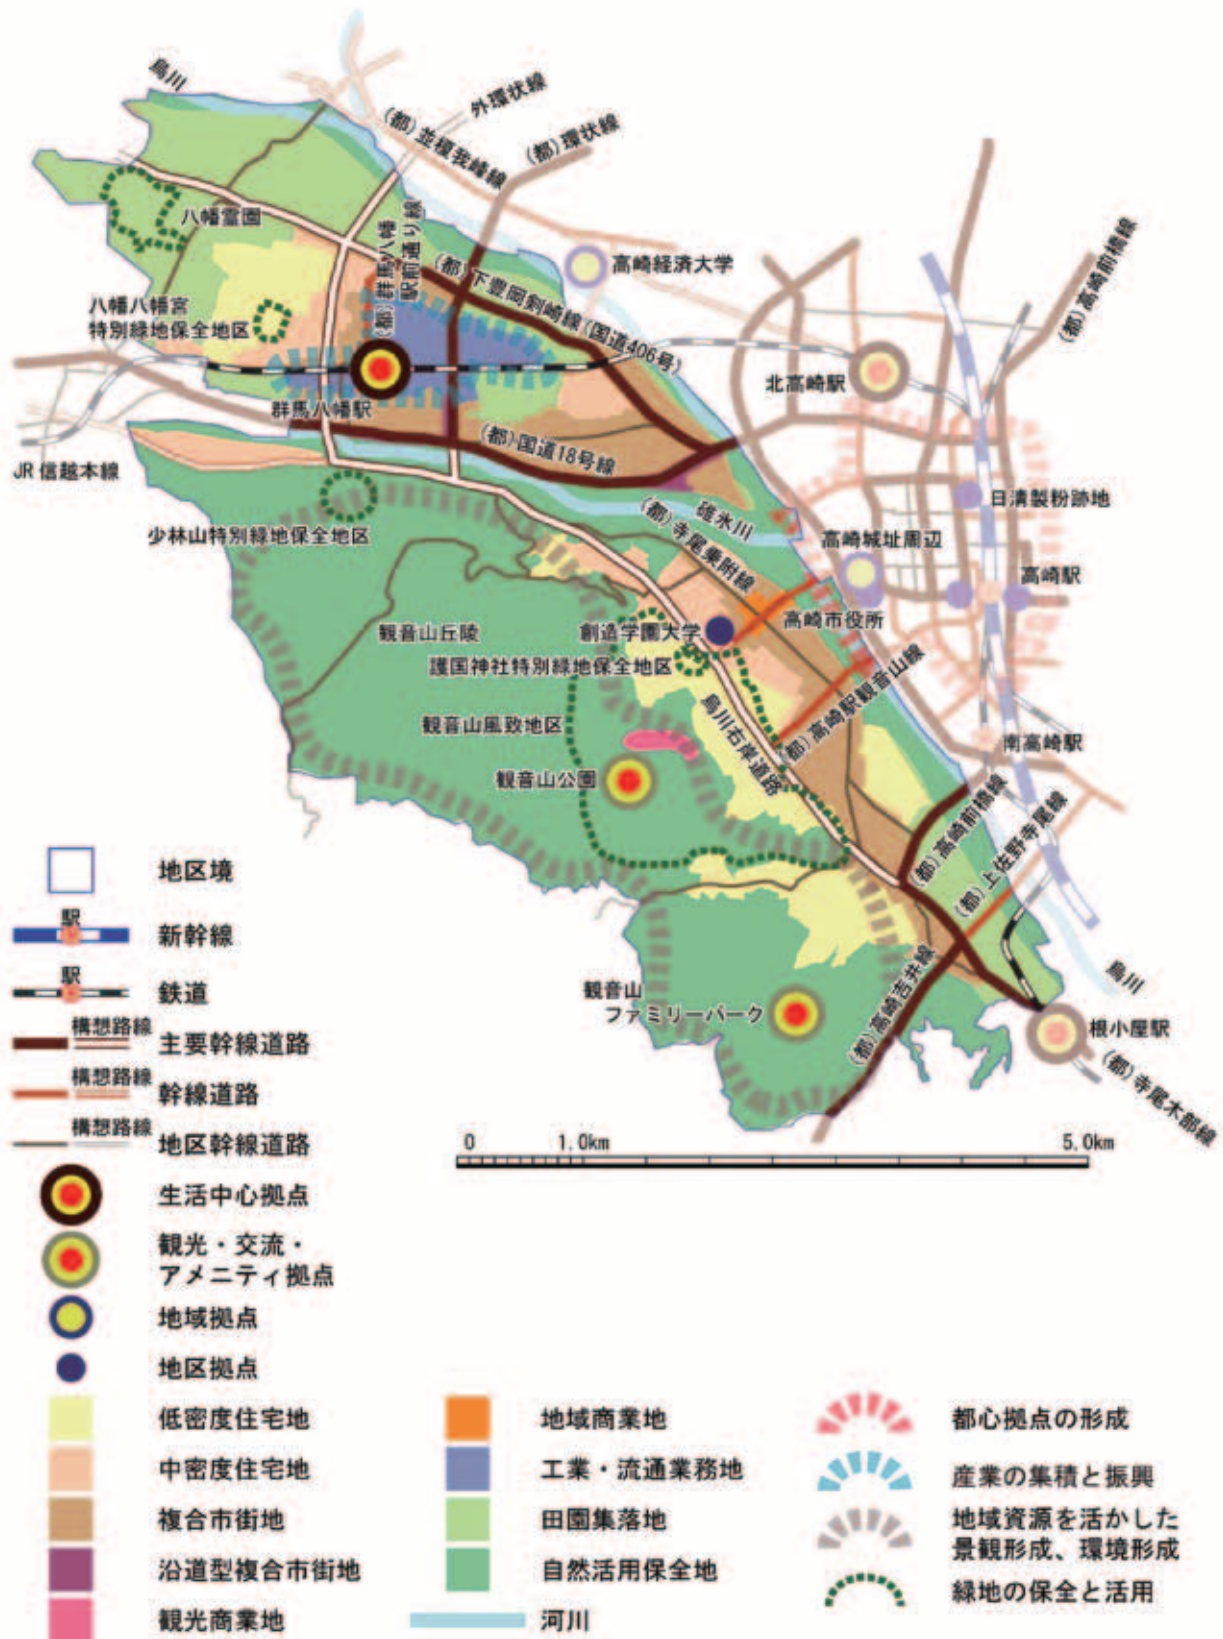 烏川
外環状線
(都)並榎我峰線
(都)環状線
(都)高崎前橋線
八幡霊園
(都)群馬八幡
駅前通り線
高崎経済大学
(都)下豊岡剣崎線(国道406号)
八幡八幡宮
特別緑地保全地区
北高崎駅
群馬八幡駅
(都)国道18号線
JR信越本線
日清製粉跡地
碓氷川
少林山特別緑地保全地区
(都)寺尾乗附線
高崎城址周辺
高崎駅
観音山丘陵
創造学園大学
高崎市役所
護国神社特別緑地保全地区
(都)高崎駅観音山線
観音山風致地区
烏川右岸道路
南高崎駅
観音山公園
(都)高崎前橋線
(都)上佐野寺尾線
烏川
観音山
ファミリーパーク
(都)高崎吉井線
根小屋駅
(都)寺尾木部線
0 1.0km 5.0km
地区境
駅
新幹線
駅
鉄道
構想路線
主要幹線道路
構想路線
幹線道路
構想路線
地区幹線道路
生活中心拠点
観光・交流・
アメニティ拠点
地域拠点
地区拠点
低密度住宅地
中密度住宅地
複合市街地
沿道型複合市街地
観光商業地
地域商業地
工業・流通業務地
田園集落地
自然活用保全地
河川
都心拠点の形成
産業の集積と振興
地域資源を活かした
景観形成、環境形成
緑地の保全と活用